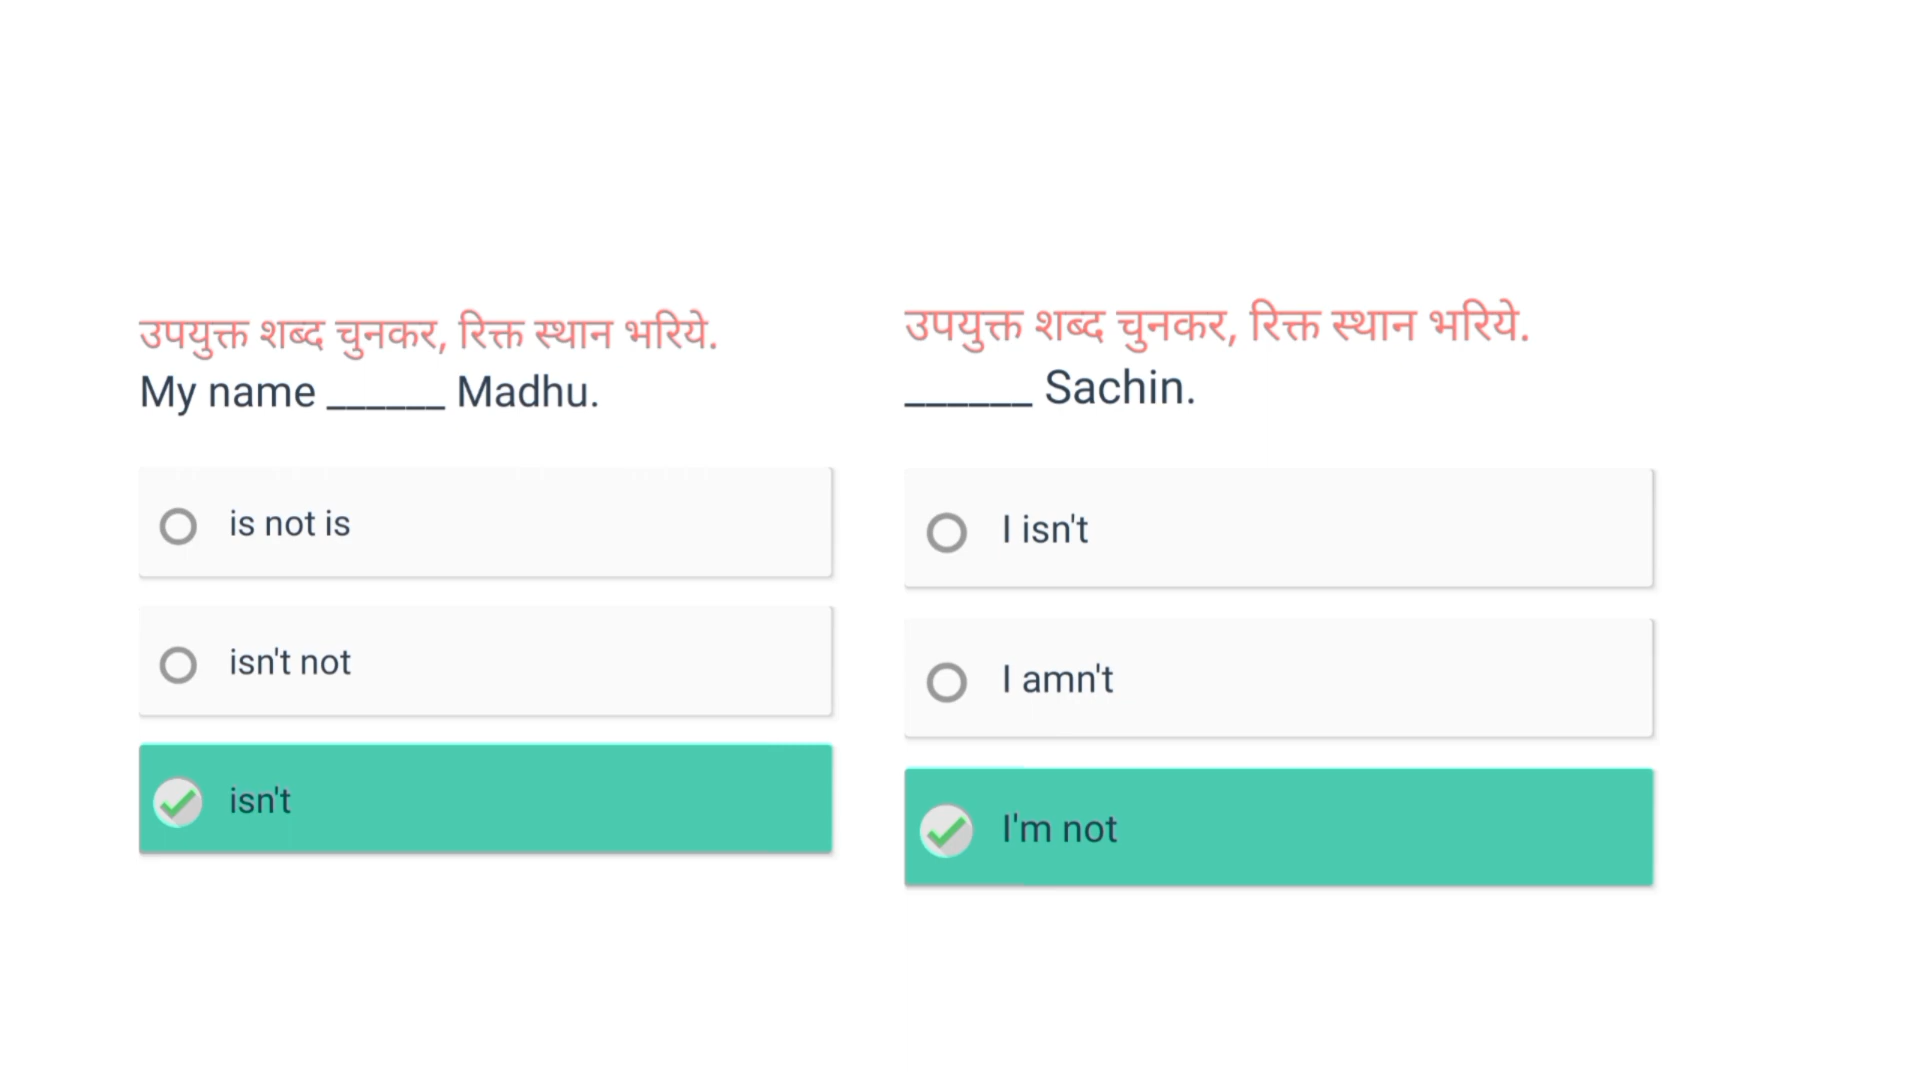 उपयुक्त शब्द चुनकर, रिक्त स्थान भरिये.
My name ______ Madhu.
is not is
isn't not
isn't
उपयुक्त शब्द चुनकर, रिक्त स्थान भरिये.
______ Sachin.
I isn't
I amn't
I'm not